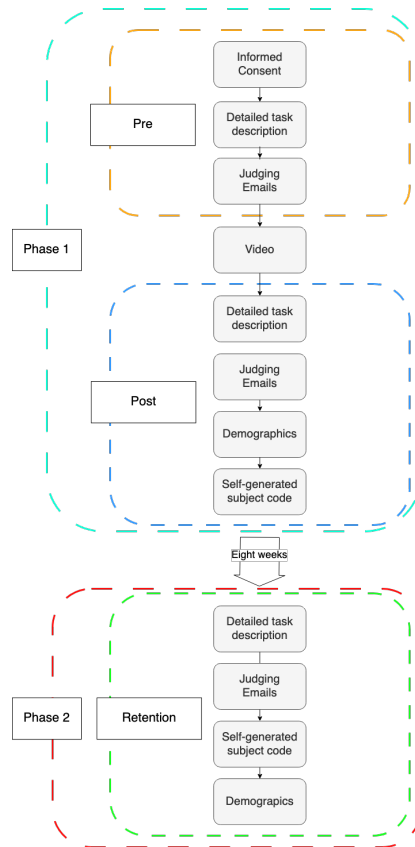 Informed
Consent
Pre
Detailed task
description
Judging
Emails
Phase 1
Video
Detailed task
description
Post
Judging
Emails
Demographics
Self-generated
subject code
Eight weeks
Detailed task
description
Phase 2
Retention
Judging
Emails
Self-generated
subject code
Demograpics